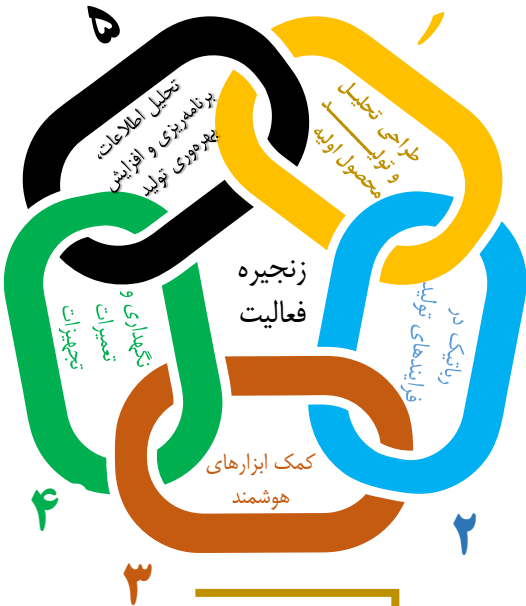 زنجیره
فعالیت
۱
طراحی تحلیل
و تولید
محصول اولیه
۲
رباتیک در
فرایندهای تولید
۳
کمک ابزارهای
هوشمند
۴
نگهداری و
تعمیرات
تجهیزات
۵
تحلیل اطلاعات،
برنامه‌ریزی و افزایش
بهره‌وری تولید